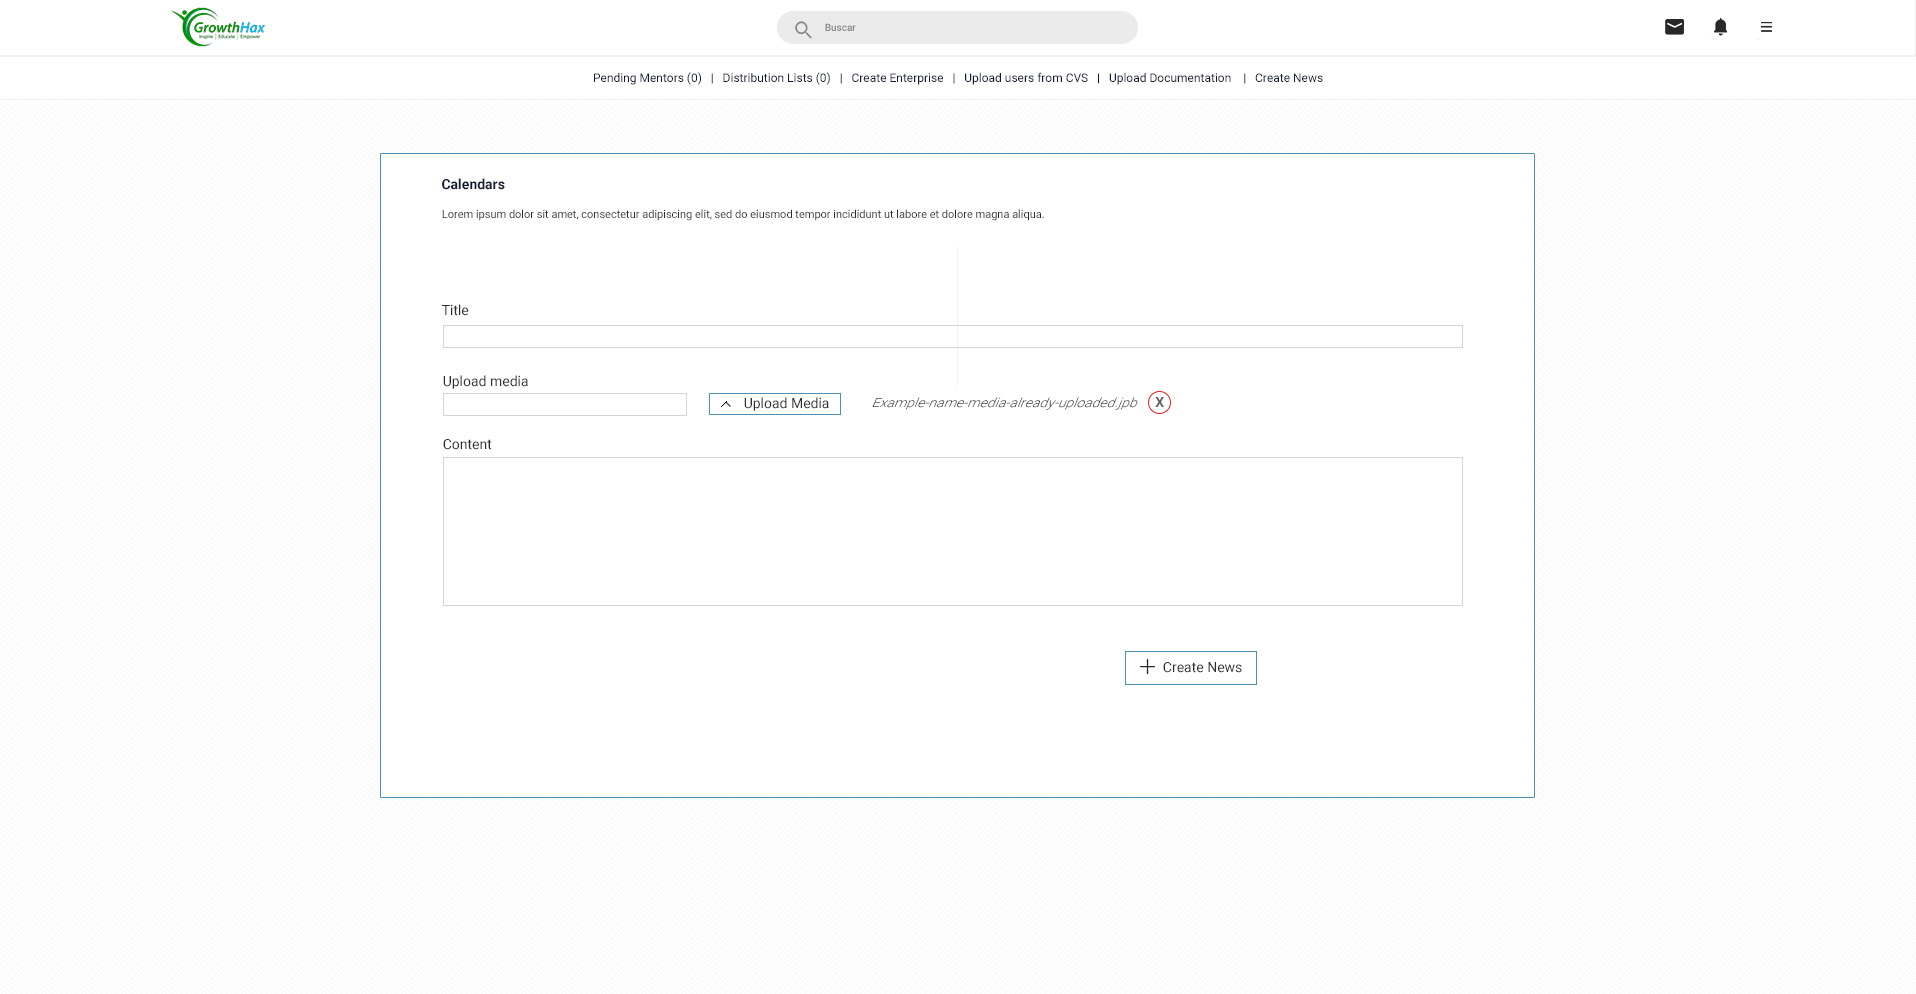 GrowthHax
Inspire | Educate | Empower
Buscar
Pending Mentors (0) | Distribution Lists (0) | Create Enterprise | Upload users from CVS | Upload Documentation | Create News
Calendars
Lorem ipsum dolor sit amet, consectetur adipiscing elit, sed do eiusmod tempor incididunt ut labore et dolore magna aliqua.
Title
Upload media
Upload Media
Example-name-media-already-uploaded.jpb X
Content
Create News